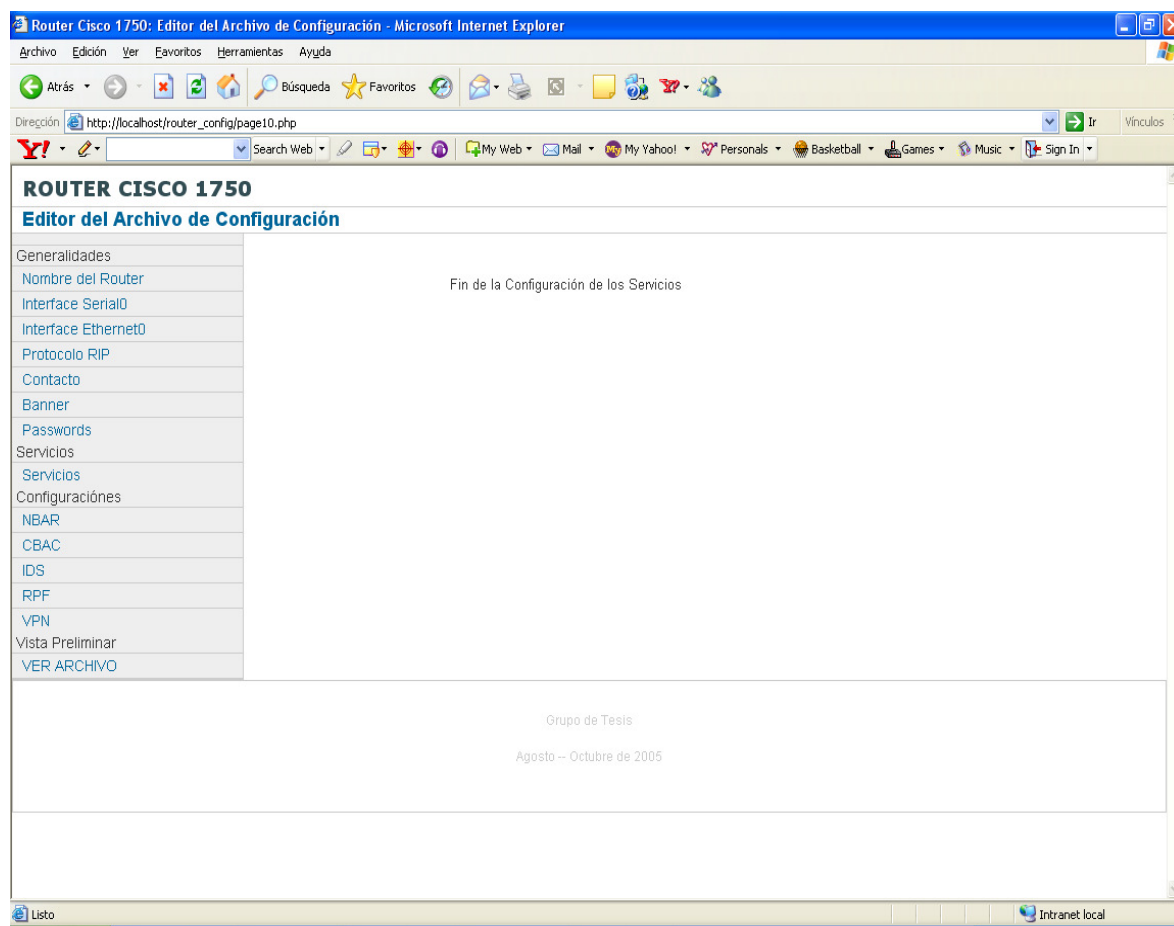 Router Cisco 1750: Editor del Archivo de Configuración - Microsoft Internet Explorer
Archivo Edición Ver Favoritos Herramientas Ayuda
Atrás Búsqueda Favoritos
Dirección http://localhost/router_config/page10.php Ir Vínculos
Y! Search Web My Web Mail My Yahoo! Personals Basketball Games Music Sign In
ROUTER CISCO 1750
Editor del Archivo de Configuración
Generalidades
Nombre del Router
Interface Serial0
Interface Ethernet0
Protocolo RIP
Contacto
Banner
Passwords
Servicios
Servicios
Configuraciónes
NBAR
CBAC
IDS
RPF
VPN
Vista Preliminar
VER ARCHIVO
Fin de la Configuración de los Servicios
Grupo de Tesis
Agosto -- Octubre de 2005
Listo Intranet local